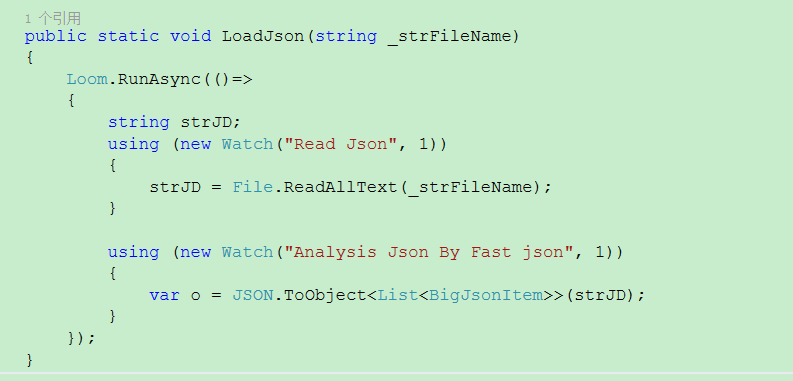 1 个引用
public static void LoadJson(string _strFileName)
{
    Loom.RunAsync(()=>
    {
        string strJD;
        using (new Watch("Read Json", 1))
        {
            strJD = File.ReadAllText(_strFileName);
        }

        using (new Watch("Analysis Json By Fast json", 1))
        {
            var o = JSON.ToObject<List<BigJsonItem>>(strJD);
        }
    });
}